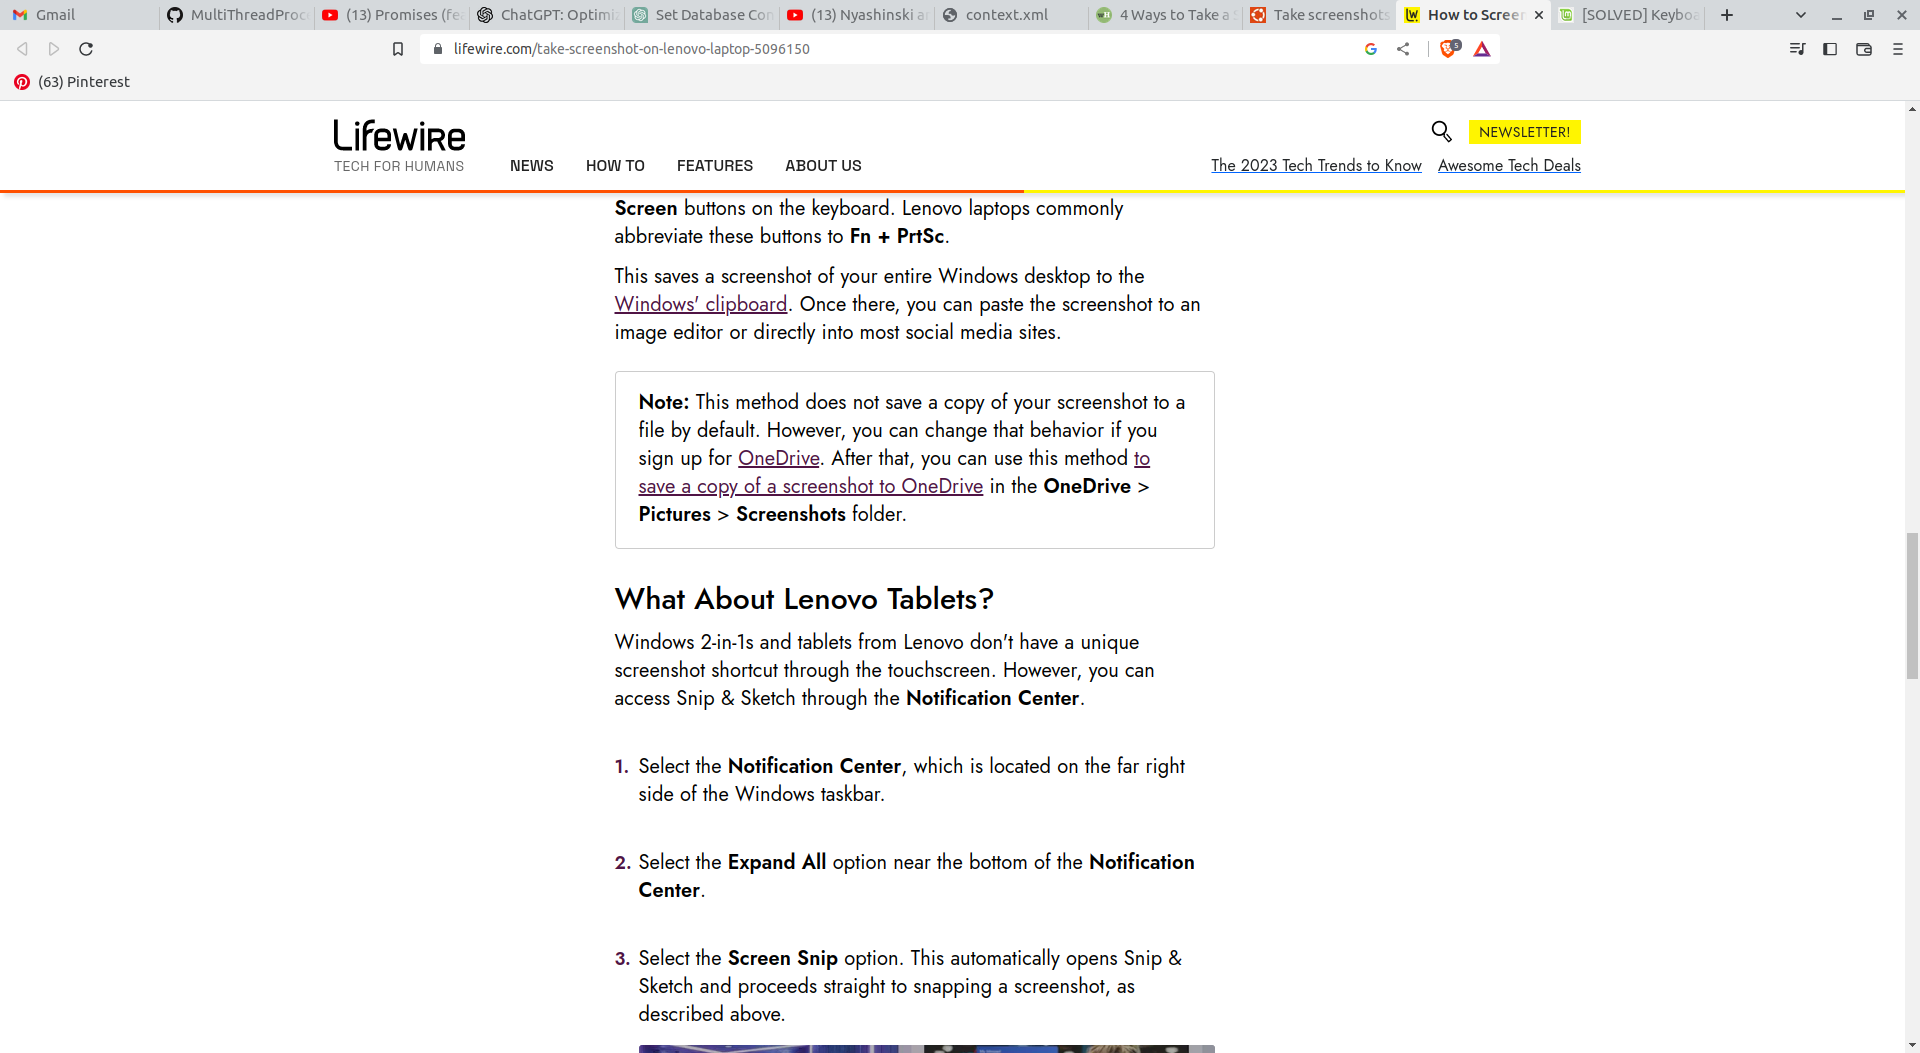 Gmail
MultiThreadProc
(13) Promises (fe
ChatGPT: Optimi
Set Database Con
(13) Nyashinski a
context.xml
4 Ways to Take a S
Take screenshots
How to Screen
[SOLVED] Keyboa
lifewire.com/take-screenshot-on-lenovo-laptop-5096150
5
(63) Pinterest
Lifewire
TECH FOR HUMANS
NEWS
HOW TO
FEATURES
ABOUT US
NEWSLETTER!
The 2023 Tech Trends to Know
Awesome Tech Deals
Screen buttons on the keyboard. Lenovo laptops commonly
abbreviate these buttons to Fn + PrtSc.
This saves a screenshot of your entire Windows desktop to the
Windows' clipboard. Once there, you can paste the screenshot to an
image editor or directly into most social media sites.
Note: This method does not save a copy of your screenshot to a
file by default. However, you can change that behavior if you
sign up for OneDrive. After that, you can use this method to
save a copy of a screenshot to OneDrive in the OneDrive >
Pictures > Screenshots folder.
What About Lenovo Tablets?
Windows 2-in-1s and tablets from Lenovo don't have a unique
screenshot shortcut through the touchscreen. However, you can
access Snip & Sketch through the Notification Center.
1. Select the Notification Center, which is located on the far right
side of the Windows taskbar.
2. Select the Expand All option near the bottom of the Notification
Center.
3. Select the Screen Snip option. This automatically opens Snip &
Sketch and proceeds straight to snapping a screenshot, as
described above.